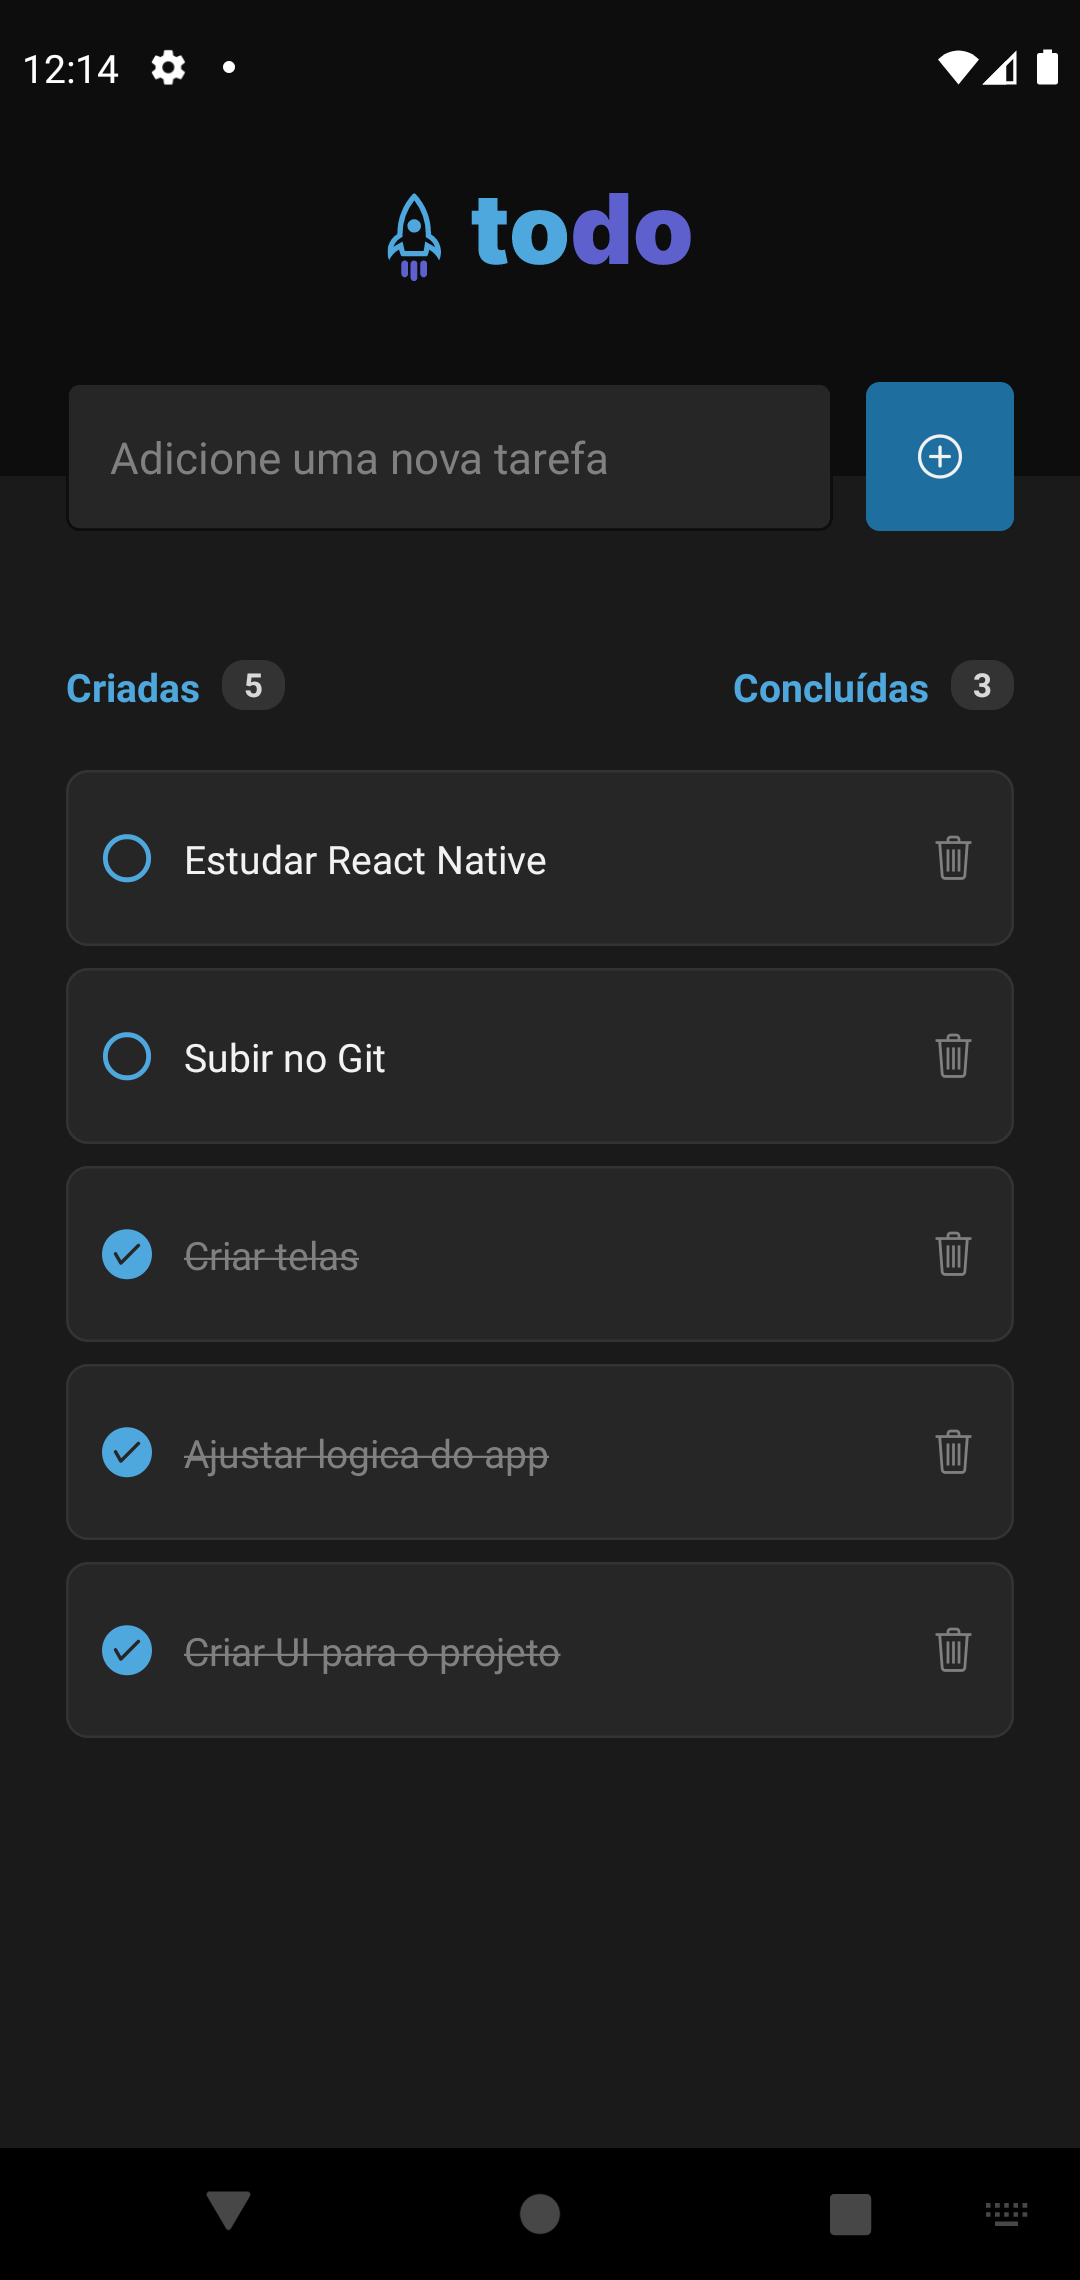 12:14
todo
Adicione uma nova tarefa
Criadas 5
Concluídas 3
Estudar React Native
Subir no Git
Criar telas
Ajustar logica do app
Criar UI para o projeto